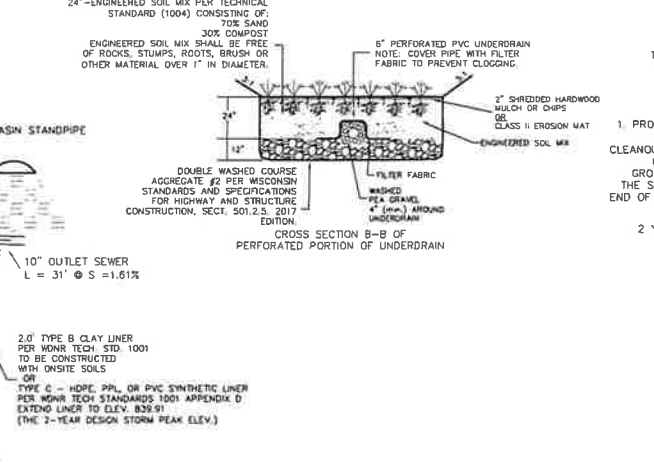 24"-ENGINEERED SOIL MIX PER TECHNICAL
STANDARD (1004) CONSISTING OF:
70% SAND
30% COMPOST
ENGINEERED SOIL MIX SHALL BE FREE
OF ROCKS, STUMPS, ROOTS, BRUSH OR
OTHER MATERIAL OVER 1" IN DIAMETER.
6" PERFORATED PVC UNDERDRAIN
NOTE: COVER PIPE WITH FILTER
FABRIC TO PREVENT CLOGGING.
3:1
3:1
24"
12"
2" SHREDDED HARDWOOD
MULCH OR CHIPS
OR
CLASS II EROSION MAT
ENGINEERED SOIL MIX
DOUBLE WASHED COURSE
AGGREGATE #2 PER WISCONSIN
STANDARDS AND SPECIFICATIONS
FOR HIGHWAY AND STRUCTURE
CONSTRUCTION, SECT. 501.2.5. 2017
EDITION.
FILTER FABRIC
WASHED
PEA GRAVEL
4" (min.) AROUND
UNDERDRAIN
CROSS SECTION B-B OF
PERFORATED PORTION OF UNDERDRAIN
ASIN STANDPIPE
10" OUTLET SEWER
L = 31' @ S =1.61%
2.0' TYPE B CLAY LINER
PER WDNR TECH. STD. 1001
TO BE CONSTRUCTED
WITH ONSITE SOILS
OR
TYPE C - HDPE, PPL, OR PVC SYNTHETIC LINER
PER WDNR TECH STANDARDS 1001 APPENDIX D
EXTEND LINER TO ELEV. 839.91
(THE 2-YEAR DESIGN STORM PEAK ELEV.)
1. PRO
CLEANOU
GRO
THE S
END OF
2